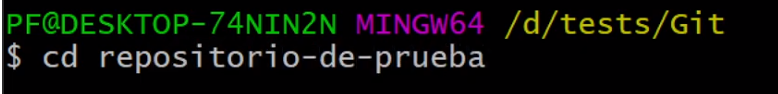 PF@DESKTOP-74NIN2N MINGW64 /d/tests/Git
$ cd repositorio-de-prueba